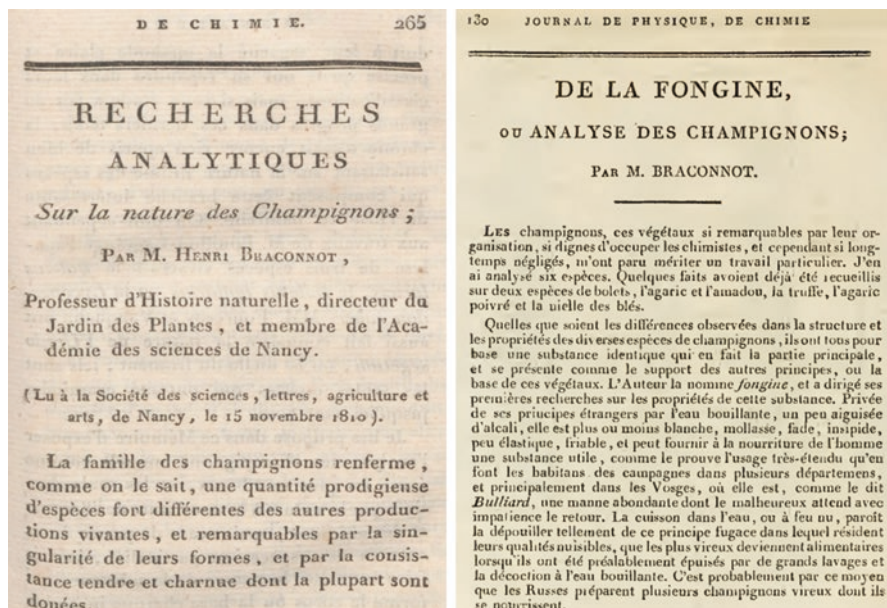 DE CHIMIE. 265
RECHERCHES
ANALYTIQUES
Sur la nature des Champignons ;
PAR M. HENRI BRACONNOT,
Professeur d'Histoire naturelle, directeur du
Jardin des Plantes, et membre de l'Aca-
démie des sciences de Nancy.
(Lu à la Société des sciences, lettres, agriculture et
arts, de Nancy, le 15 novembre 1810).
La famille des champignons renferme,
comme on le sait, une quantité prodigieuse
d'espèces fort différentes des autres produc-
tions vivantes, et remarquables par la sin-
gularité de leurs formes, et par la consis-
tance tendre et charnue dont la plupart sont
douées.
130 JOURNAL DE PHYSIQUE, DE CHIMIE
DE LA FONGINE,
OU ANALYSE DES CHAMPIGNONS;
PAR M. BRACONNOT.
LES champignons, ces végétaux si remarquables par leur or-
ganisation, si dignes d'occuper les chimistes, et cependant si long-
temps négligés, m'ont paru mériter un travail particulier. J'en
ai analysé six espèces. Quelques faits avoient déjà été recueillis
sur deux espèces de bolets, l'agaric et l'amadou, la truffe, l'agaric
poivré et la nielle des blés.
Quelles que soient les différences observées dans la structure et
les propriétés des diverses espèces de champignons, ils ont tous pour
base une substance identique qui en fait la partie principale,
et se présente comme le support des autres principes, ou la
base de ces végétaux. L'Auteur la nomme fongine, et a dirigé ses
premières recherches sur les propriétés de cette substance. Privée
de ses principes étrangers par l'eau bouillante, un peu aiguisée
d'alcali, elle est plus ou moins blanche, mollasse, fade, insipide,
peu élastique, friable, et peut fournir à la nourriture de l'homme
une substance utile, comme le prouve l'usage très-étendu qu'en
font les habitans des campagnes dans plusieurs départemens,
et principalement dans les Vosges, où elle est, comme le dit
Bulliard, une manne abondante dont le malheureux attend avec
impatience le retour. La cuisson dans l'eau, ou à feu nu, paroît
la dépouiller tellement de ce principe fugace dans lequel résident
leurs qualités nuisibles, que les plus vireux deviennent alimentaires
lorsqu'ils ont été préalablement épuisés par de grands lavages et
la décoction à l'eau bouillante. C'est probablement par ce moyen
que les Russes préparent plusieurs champignons vireux dont ils
se nourrissent.